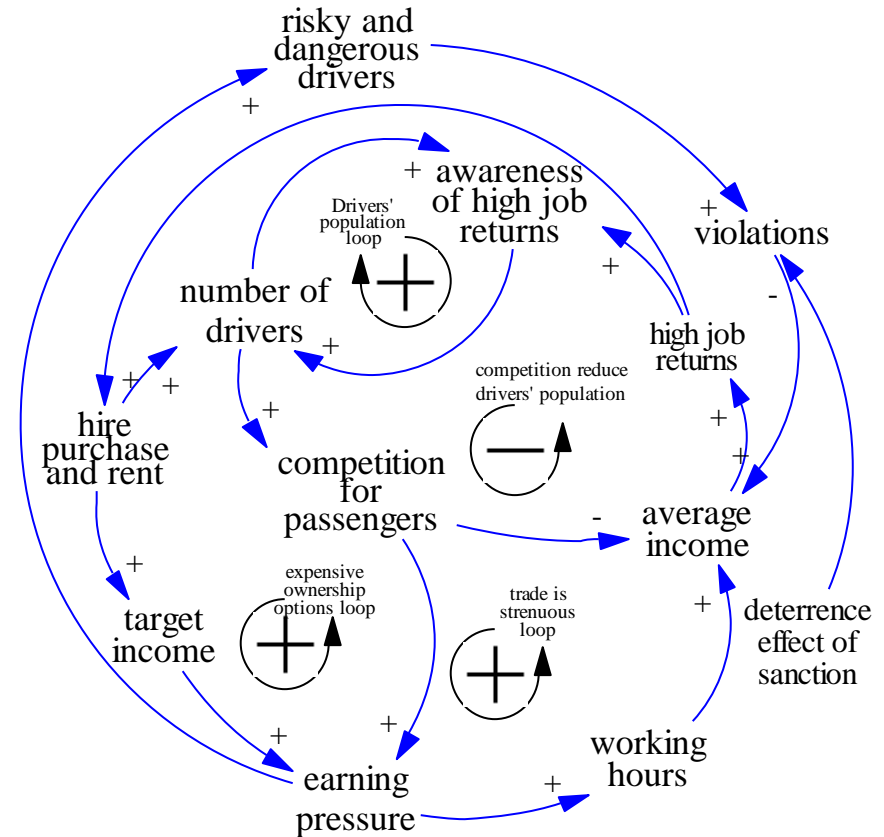 risky and
dangerous
drivers
+
+
awareness
of high job
returns
Drivers'
population
loop
+
violations
-
number of
drivers
+
+
high job
returns
+
+
+
competition reduce
drivers' population
-
hire
purchase
and rent
+
+
+
competition
for
passengers
-
average
income
+
expensive
ownership
options loop
+
trade is
strenuous
loop
+
+
deterrence
effect of
sanction
target
income
+
+
working
hours
earning
pressure
+